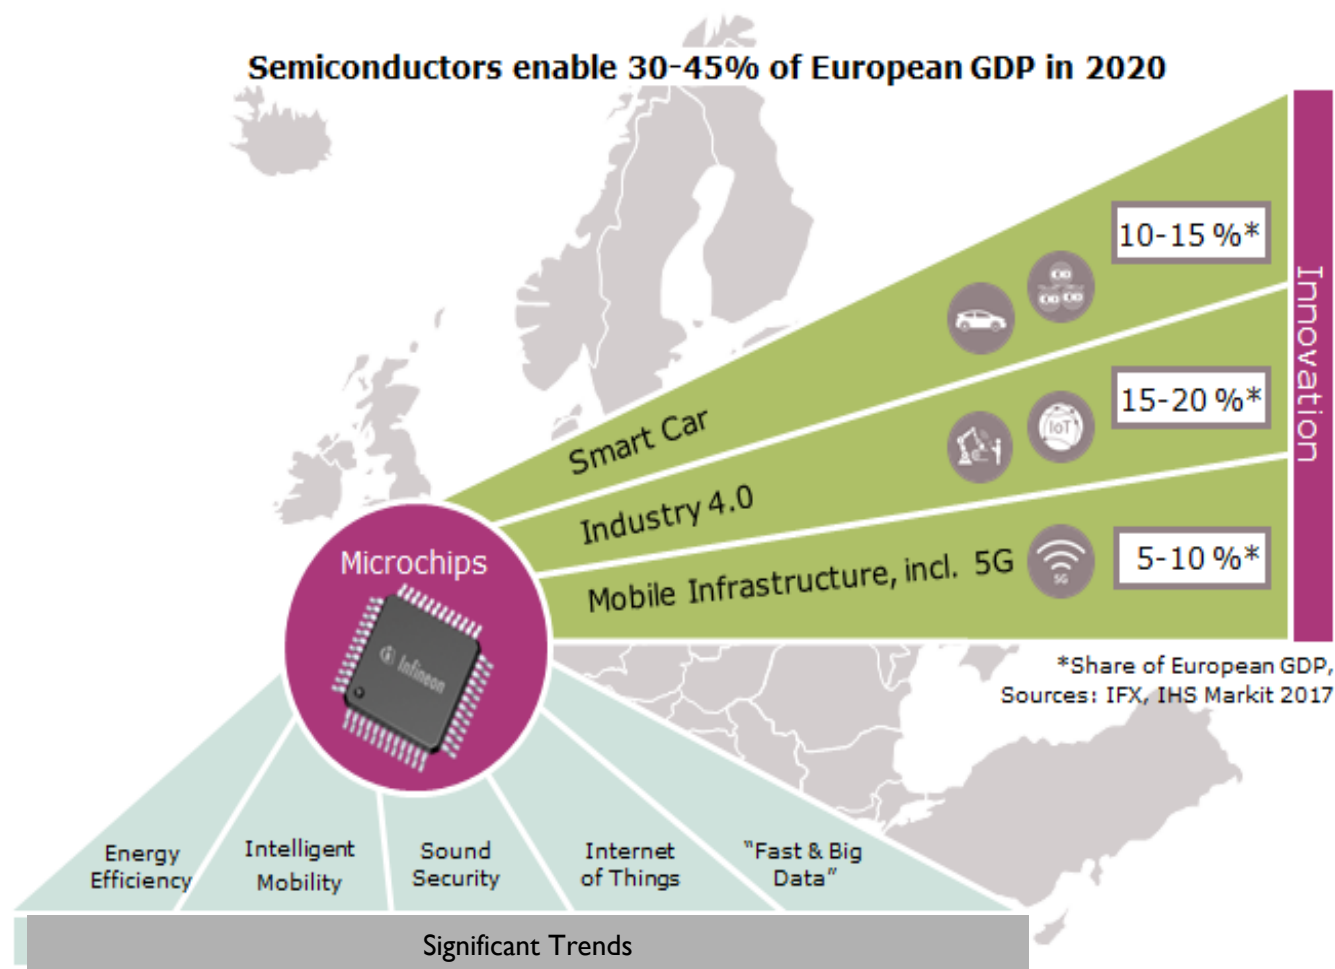 Semiconductors enable 30-45% of European GDP in 2020
10-15 %*
Smart Car
15-20 %*
IoT
Industry 4.0
5-10 %*
5G
Mobile Infrastructure, incl. 5G
Innovation
Microchips
Infineon
*Share of European GDP,
Sources: IFX, IHS Markit 2017
Energy
Efficiency
Intelligent
Mobility
Sound
Security
Internet
of Things
“Fast & Big
Data”
Significant Trends